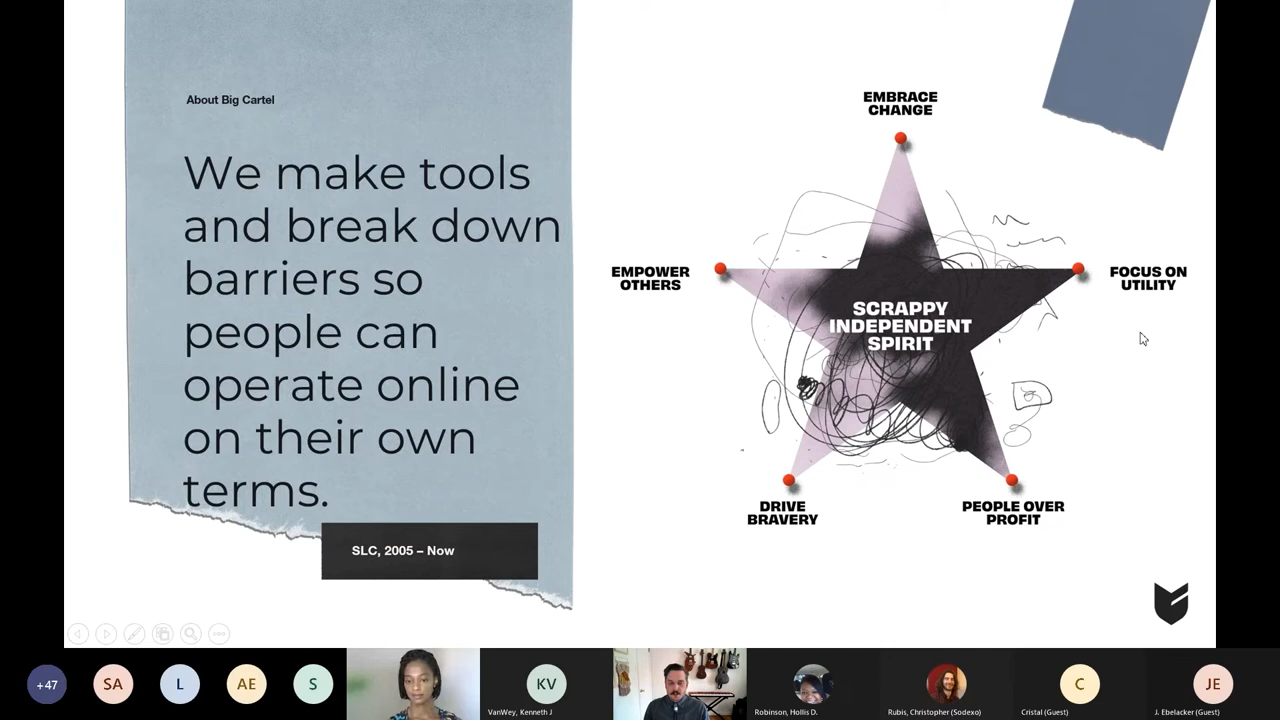 About Big Cartel
We make tools
and break down
barriers so
people can
operate online
on their own
terms.
SLC, 2005 – Now
EMBRACE
CHANGE
EMPOWER
OTHERS
FOCUS ON
UTILITY
SCRAPPY
INDEPENDENT
SPIRIT
DRIVE
BRAVERY
PEOPLE OVER
PROFIT
+47
SA
L
AE
S
KV
VanWey, Kenneth J
Robinson, Hollis D.
Rubis, Christopher (Sodexo)
C
Cristal (Guest)
JE
J. Ebelacker (Guest)